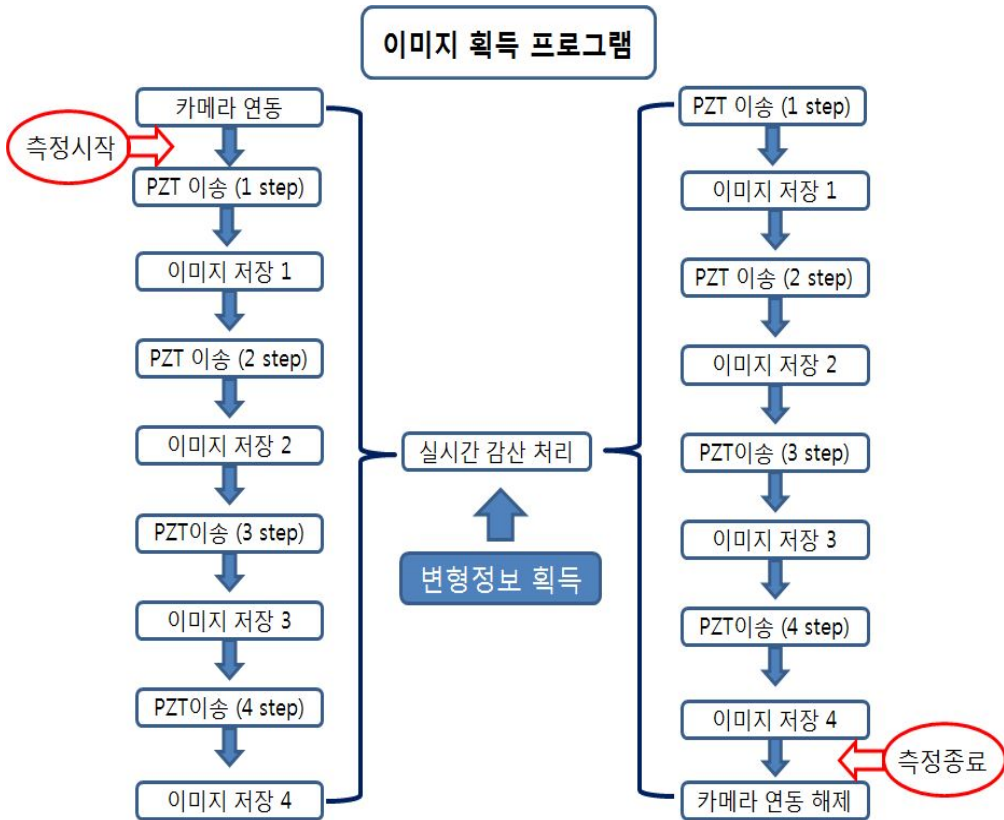 이미지 획득 프로그램
카메라 연동
측정시작
PZT 이송 (1 step)
이미지 저장 1
PZT 이송 (2 step)
이미지 저장 2
PZT이송 (3 step)
이미지 저장 3
PZT이송 (4 step)
이미지 저장 4
실시간 감산 처리
변형정보 획득
PZT 이송 (1 step)
이미지 저장 1
PZT 이송 (2 step)
이미지 저장 2
PZT이송 (3 step)
이미지 저장 3
PZT이송 (4 step)
이미지 저장 4
측정종료
카메라 연동 해제